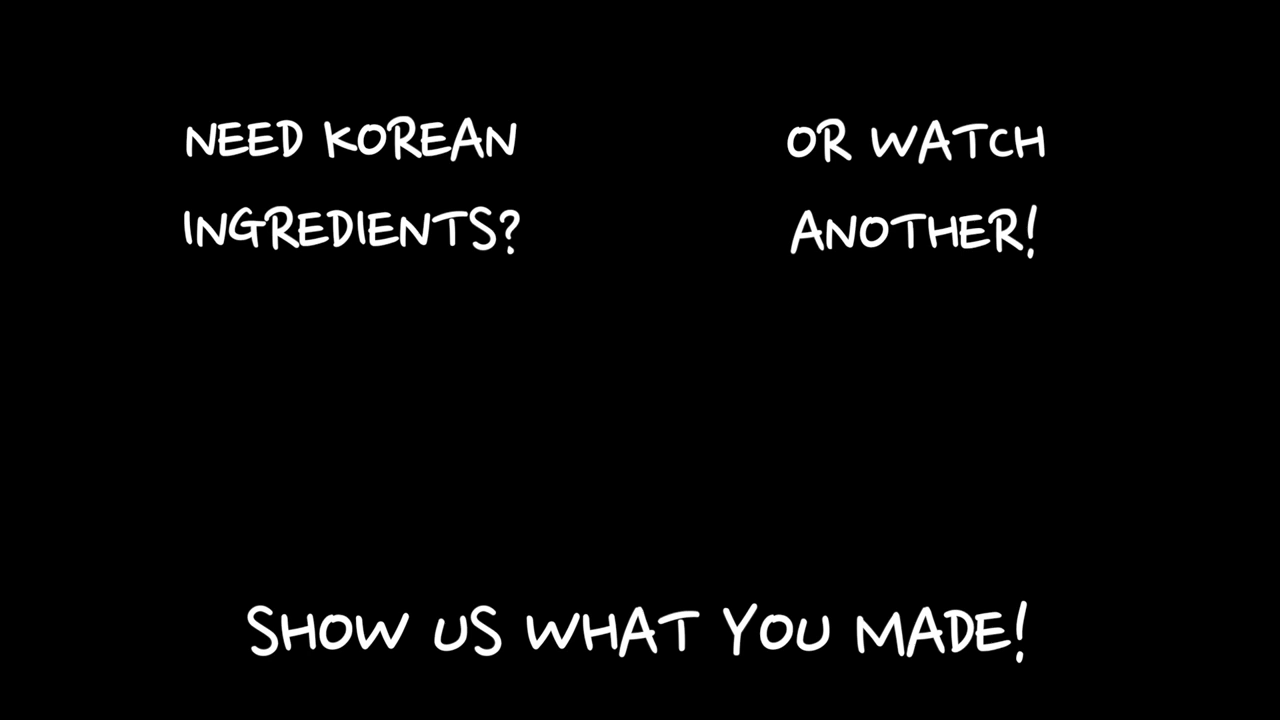 NEED KOREAN
INGREDIENTS?
OR WATCH
ANOTHER!
SHOW US WHAT YOU MADE!